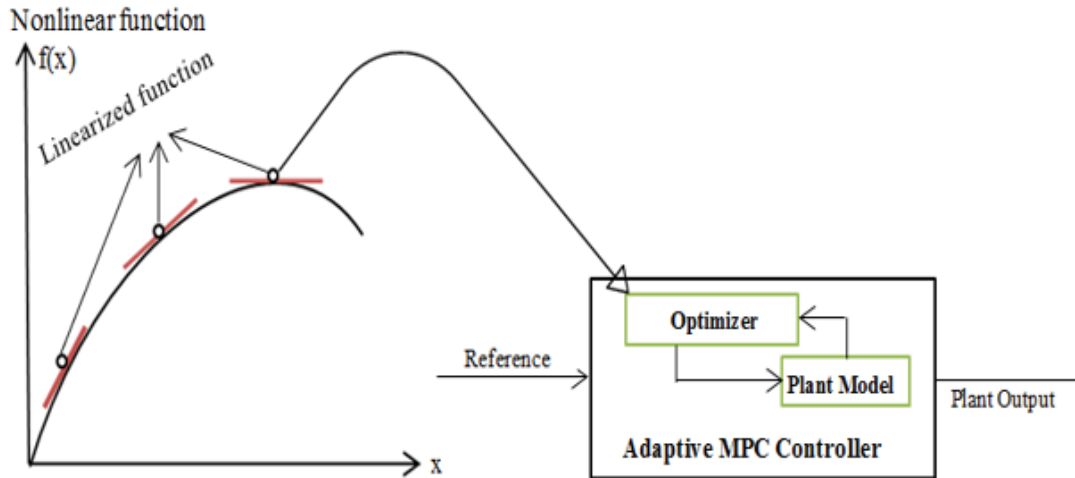 Nonlinear function
f(x)
Linearized function
x
Reference
Optimizer
Plant Model
Adaptive MPC Controller
Plant Output